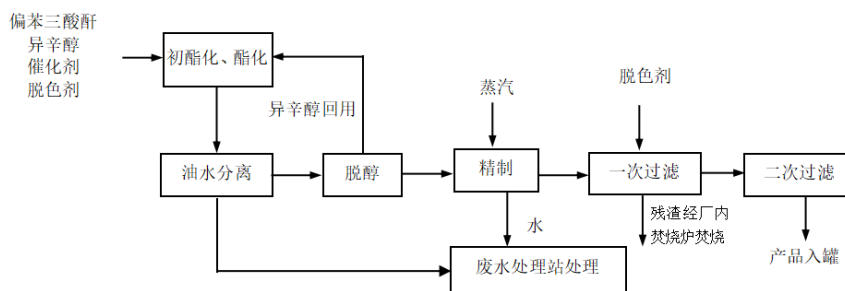 偏苯三酸酐
异辛醇
催化剂
脱色剂
初酯化、酯化
异辛醇回用
蒸汽
脱色剂
油水分离
脱醇
精制
一次过滤
二次过滤
水
残渣经厂内
焚烧炉焚烧
废水处理站处理
产品入罐